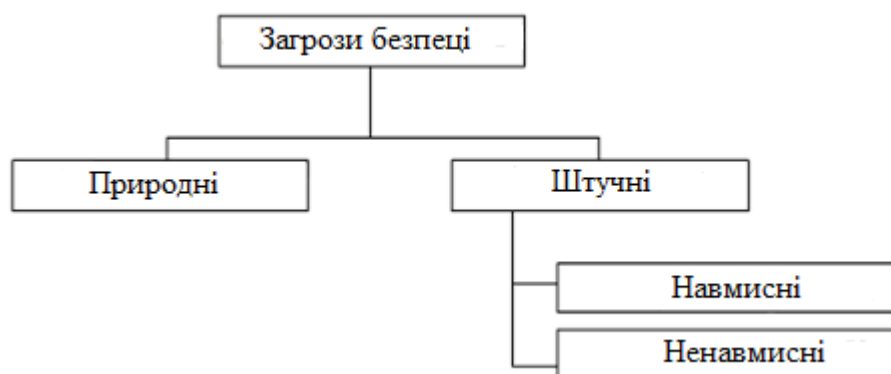 Загрози безпеці
Природні
Штучні
Навмисні
Ненавмисні